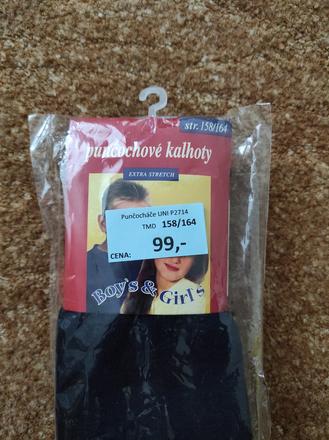 str. 158/164
punčochové kalhoty
EXTRA STRETCH
Punčocháče UNI P2714
TMD 158/164
CENA: 99,-
Boy's & Girl's